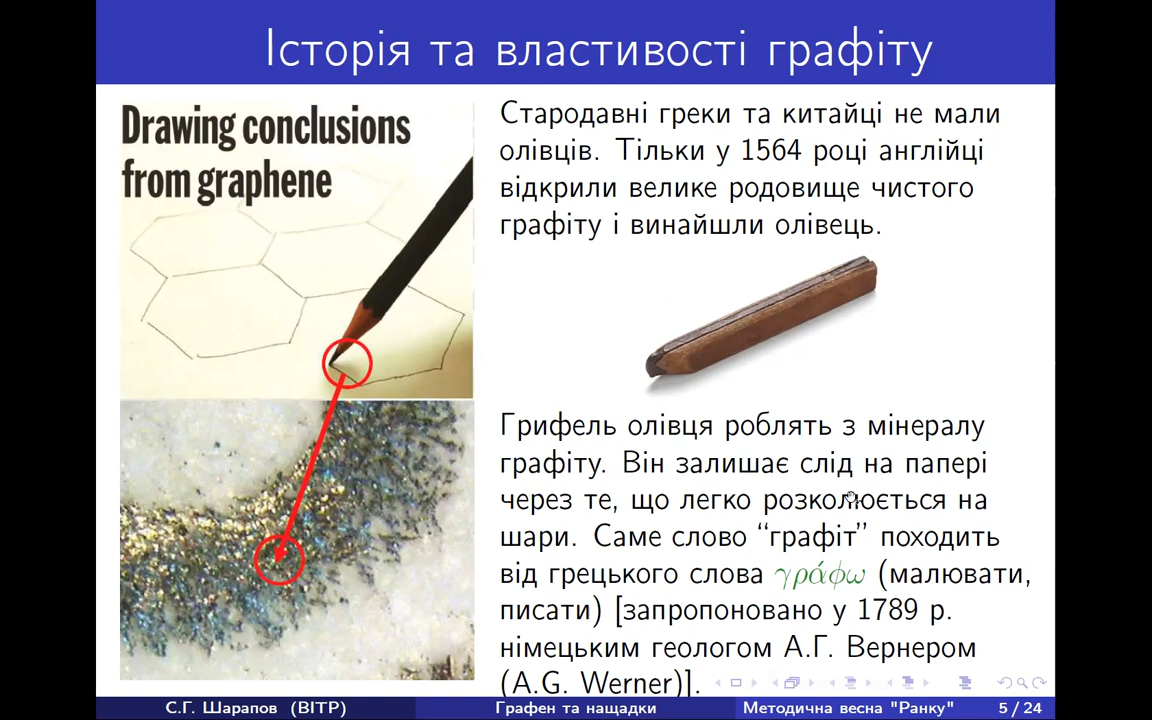 Історія та властивості графіту
Drawing conclusions
from graphene
Стародавні греки та китайці не мали
олівців. Тільки у 1564 році англійці
відкрили велике родовище чистого
графіту і винайшли олівець.
Грифель олівця роблять з мінералу
графіту. Він залишає слід на папері
через те, що легко розколюється на
шари. Саме слово “графіт” походить
від грецького слова γράφω (малювати,
писати) [запропоновано у 1789 р.
німецьким геологом А.Г. Вернером
(A.G. Werner)].
С.Г. Шарапов (ВІТР) Графен та нащадки Методична весна "Ранку" 5 / 24